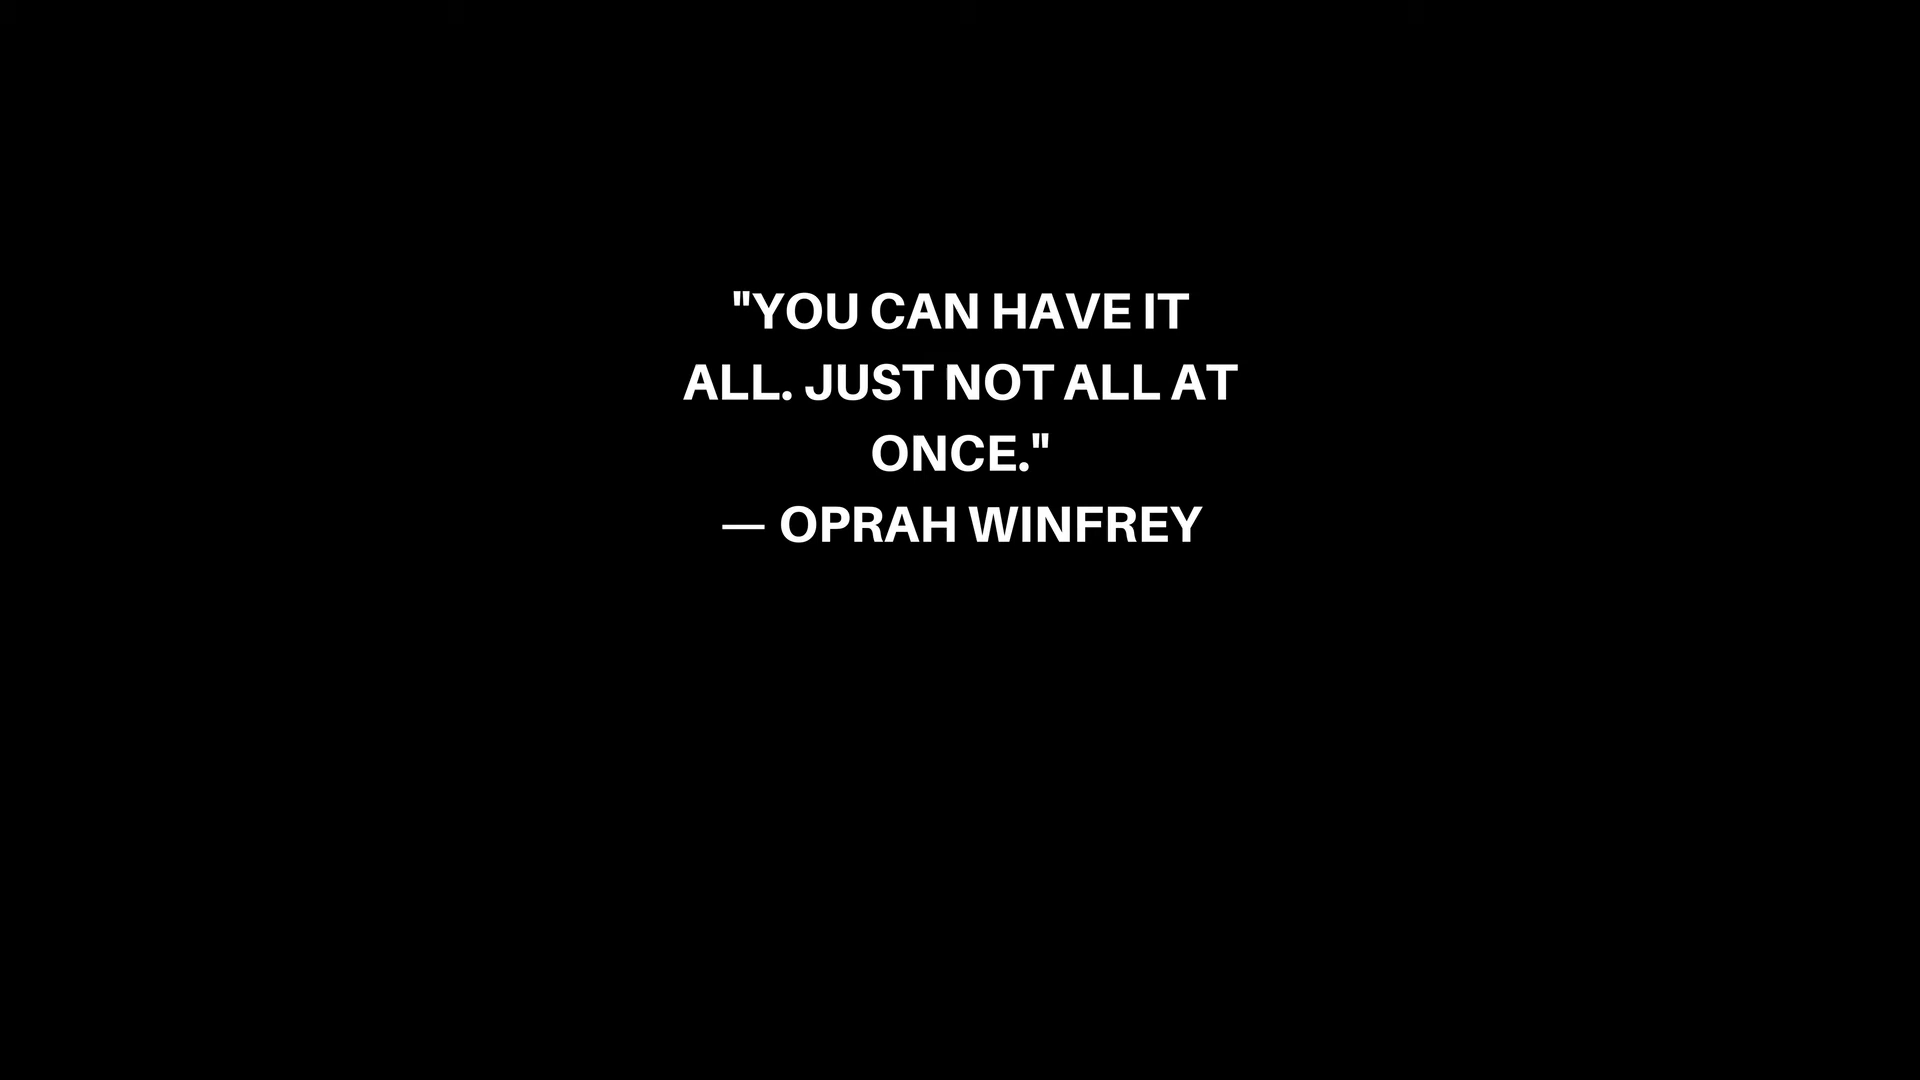 "YOU CAN HAVE IT
ALL. JUST NOT ALL AT
ONCE."
— OPRAH WINFREY